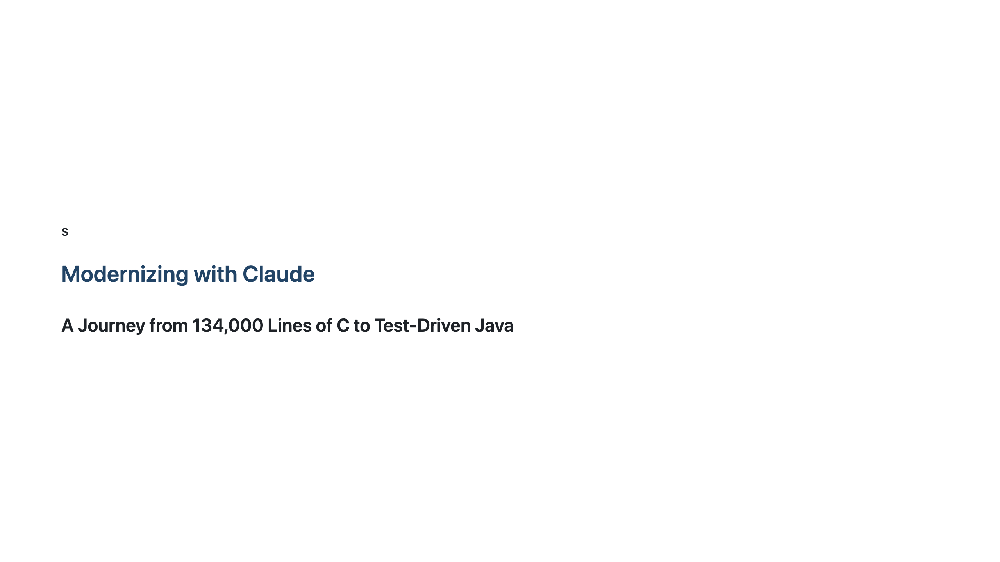 s
Modernizing with Claude
A Journey from 134,000 Lines of C to Test-Driven Java